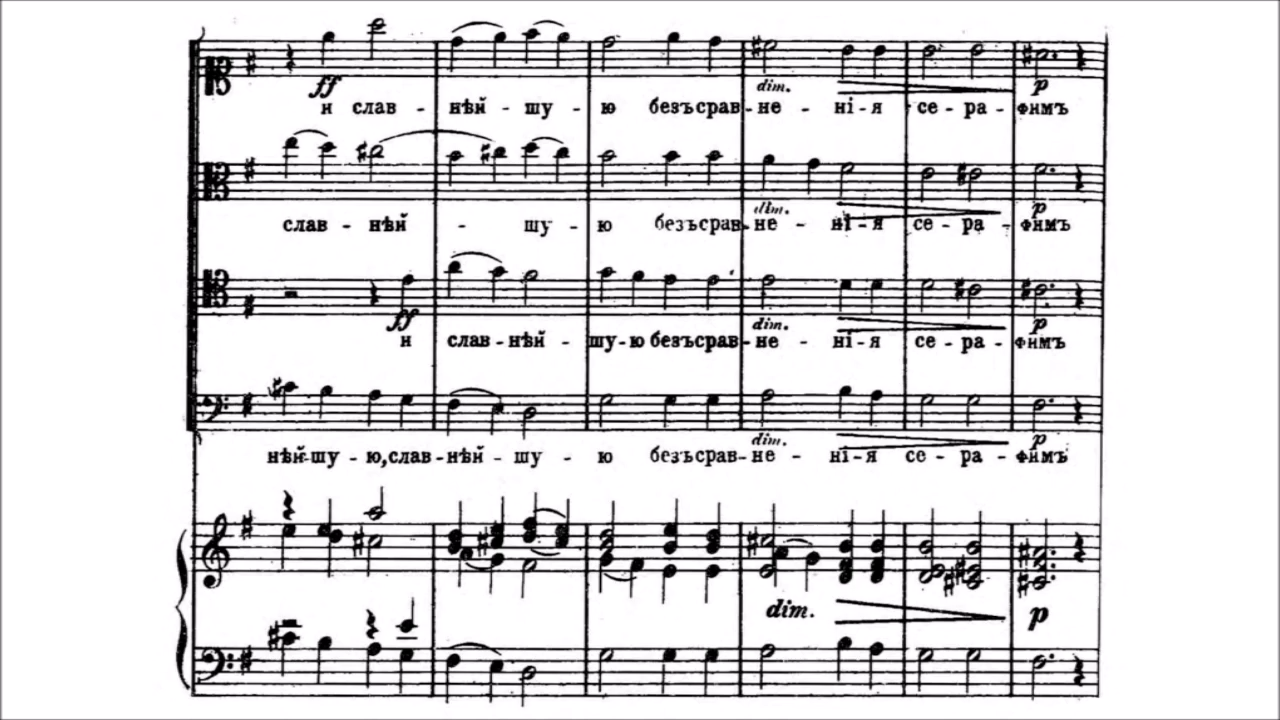 ff dim. p
и слав - нѣй - шу - ю безъсрав-не - нi-я се-ра-фимъ
dim. p
слав - нѣй - шу - ю безъсрав-не - нi-я се-ра-фимъ
ff dim. p
и слав-нѣй - шу-ю безъсрав-не - нi-я се-ра-фимъ
dim. p
нѣй-шу - ю,слав-нѣй - шу - ю безъсрав-не - нi-я се-ра-фимъ
dim. p